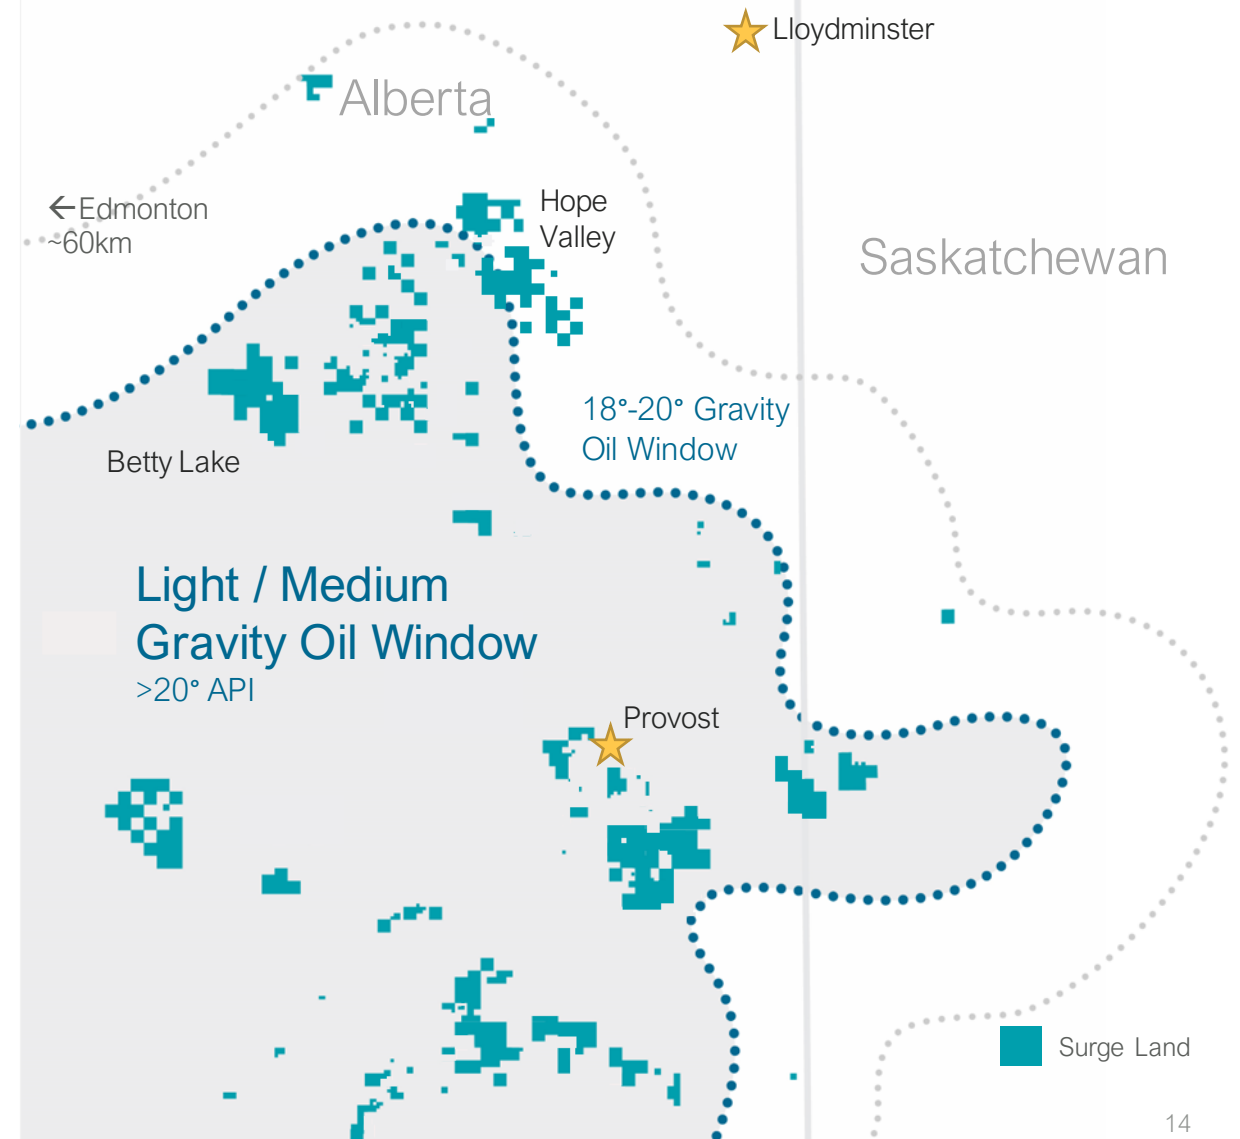 Lloydminster
Alberta
←Edmonton
~60km
Hope
Valley
Saskatchewan
18°-20° Gravity
Oil Window
Betty Lake
Light / Medium
Gravity Oil Window
>20° API
Provost
Surge Land
14